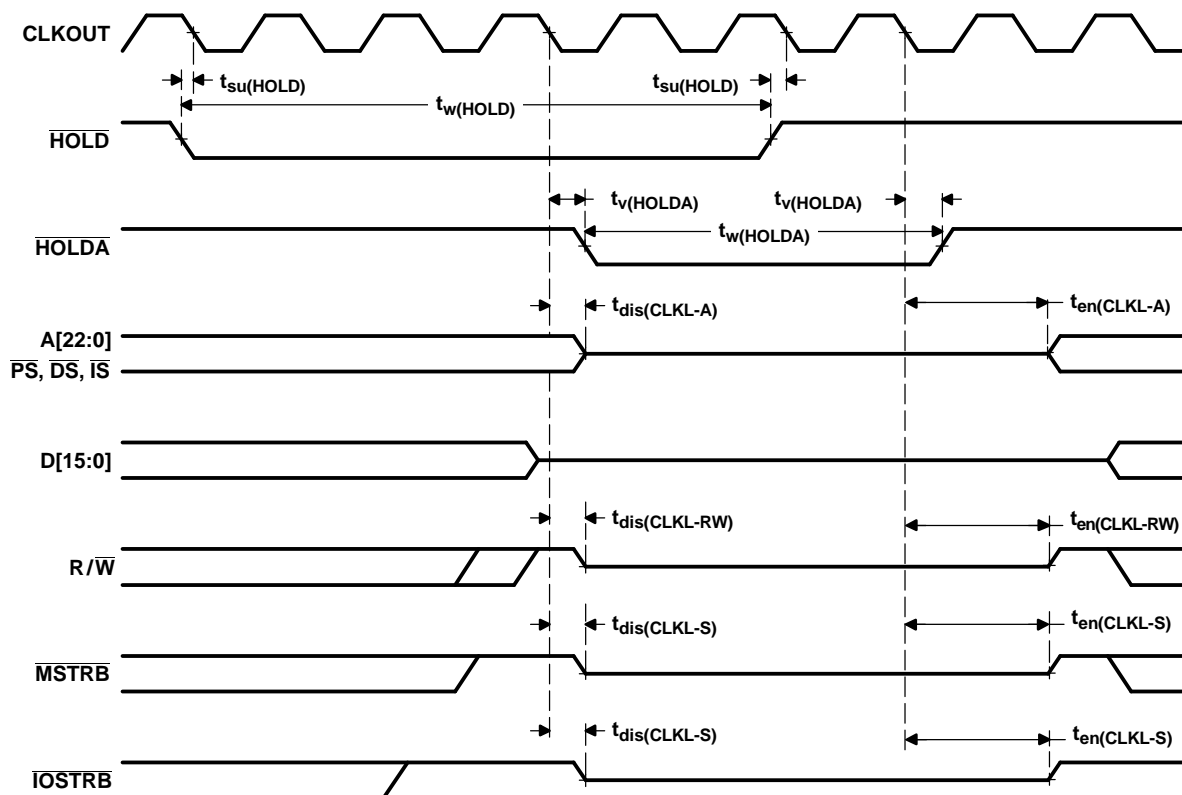 CLKOUT
tsu(HOLD) tsu(HOLD)
tw(HOLD)
HOLD
tv(HOLDA) tv(HOLDA)
tw(HOLDA)
HOLDA
tdis(CLKL-A) ten(CLKL-A)
A[22:0]
PS, DS, IS
D[15:0]
tdis(CLKL-RW) ten(CLKL-RW)
R/W
tdis(CLKL-S) ten(CLKL-S)
MSTRB
tdis(CLKL-S) ten(CLKL-S)
IOSTRB